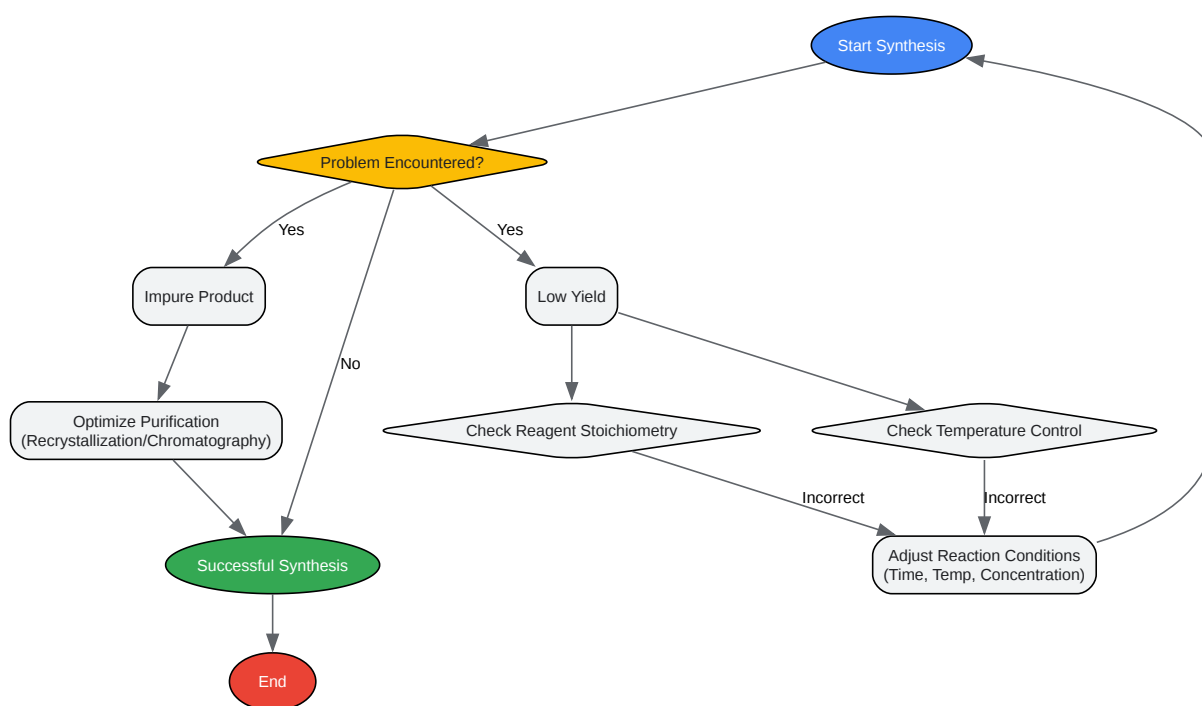 Start Synthesis
Problem Encountered?
Yes
Yes
Impure Product
Low Yield
No
Optimize Purification
(Recrystallization/Chromatography)
Check Reagent Stoichiometry
Check Temperature Control
Incorrect
Incorrect
Successful Synthesis
Adjust Reaction Conditions
(Time, Temp, Concentration)
End